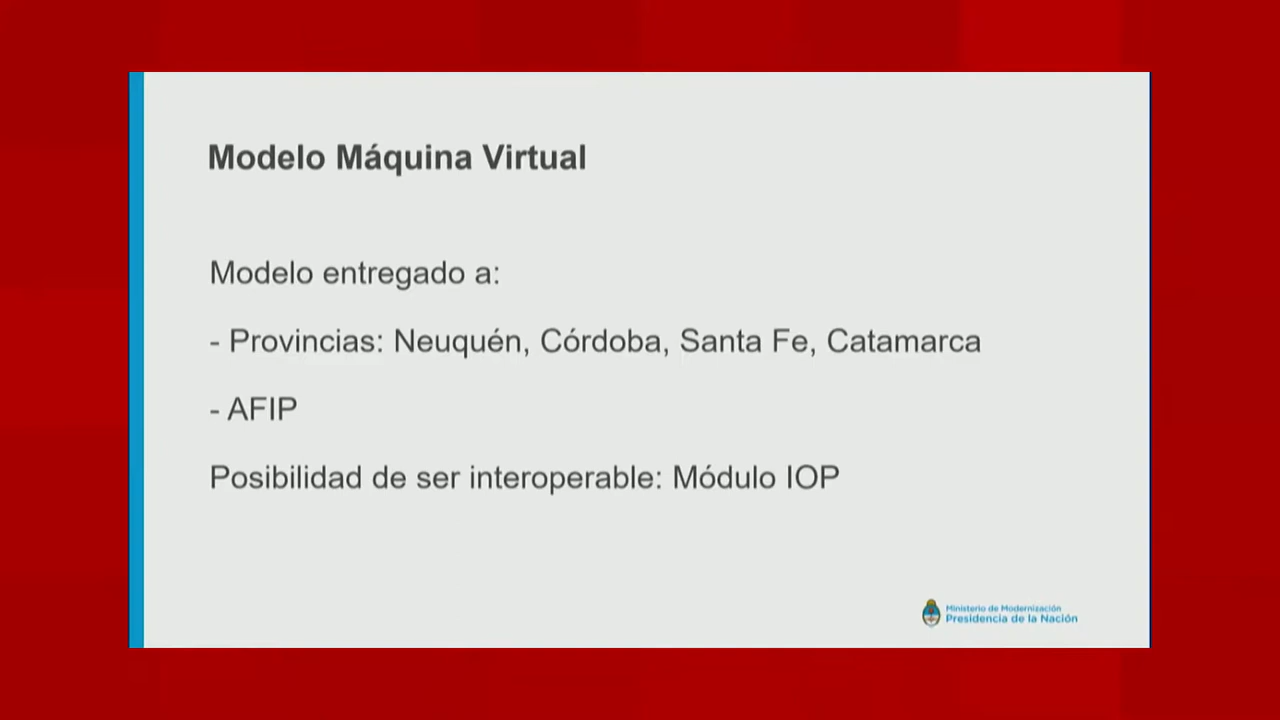 Modelo Máquina Virtual
Modelo entregado a:
- Provincias: Neuquén, Córdoba, Santa Fe, Catamarca
- AFIP
Posibilidad de ser interoperable: Módulo IOP
Ministerio de Modernización
Presidencia de la Nación